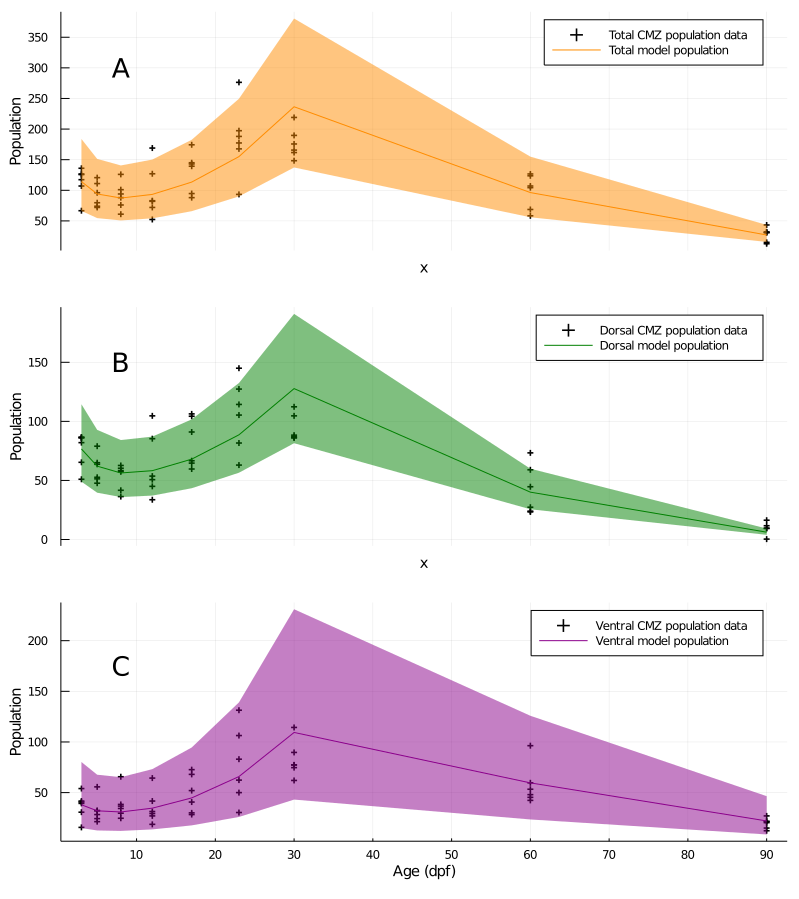 A
Total CMZ population data
Total model population
Population
350
300
250
200
150
100
50
x
B
Dorsal CMZ population data
Dorsal model population
Population
150
100
50
0
x
C
Ventral CMZ population data
Ventral model population
Population
200
150
100
50
10 20 30 40 50 60 70 80 90
Age (dpf)